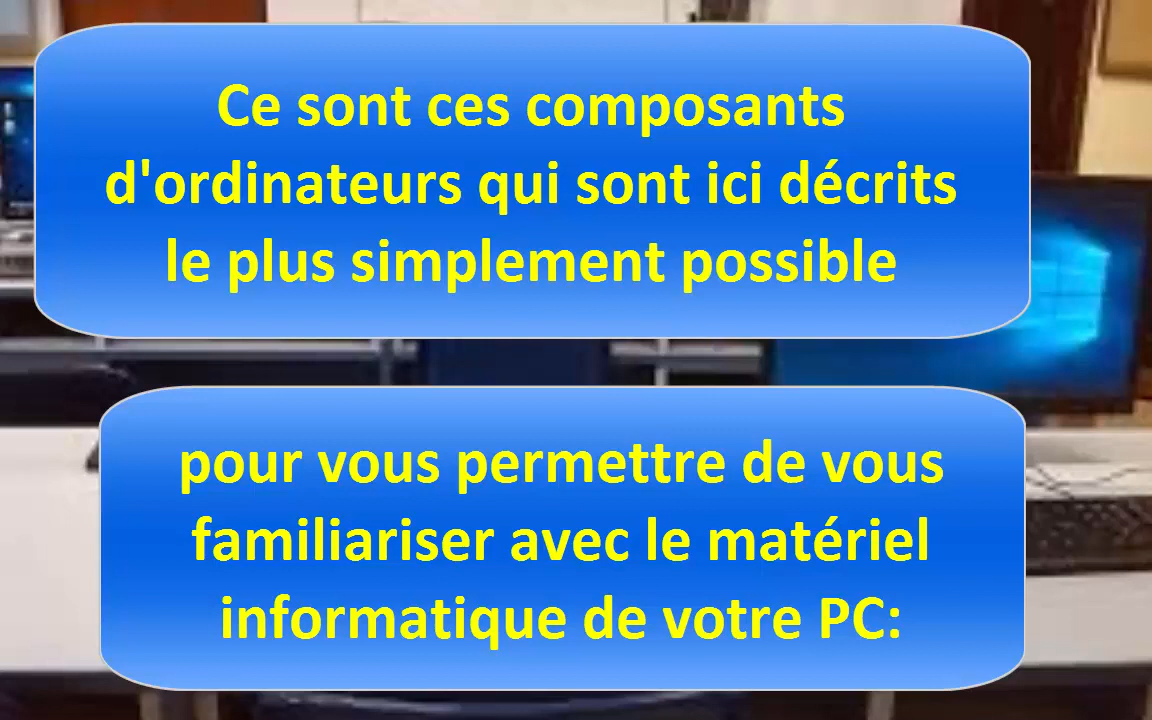 Ce sont ces composants
d'ordinateurs qui sont ici décrits
le plus simplement possible
pour vous permettre de vous
familiariser avec le matériel
informatique de votre PC: